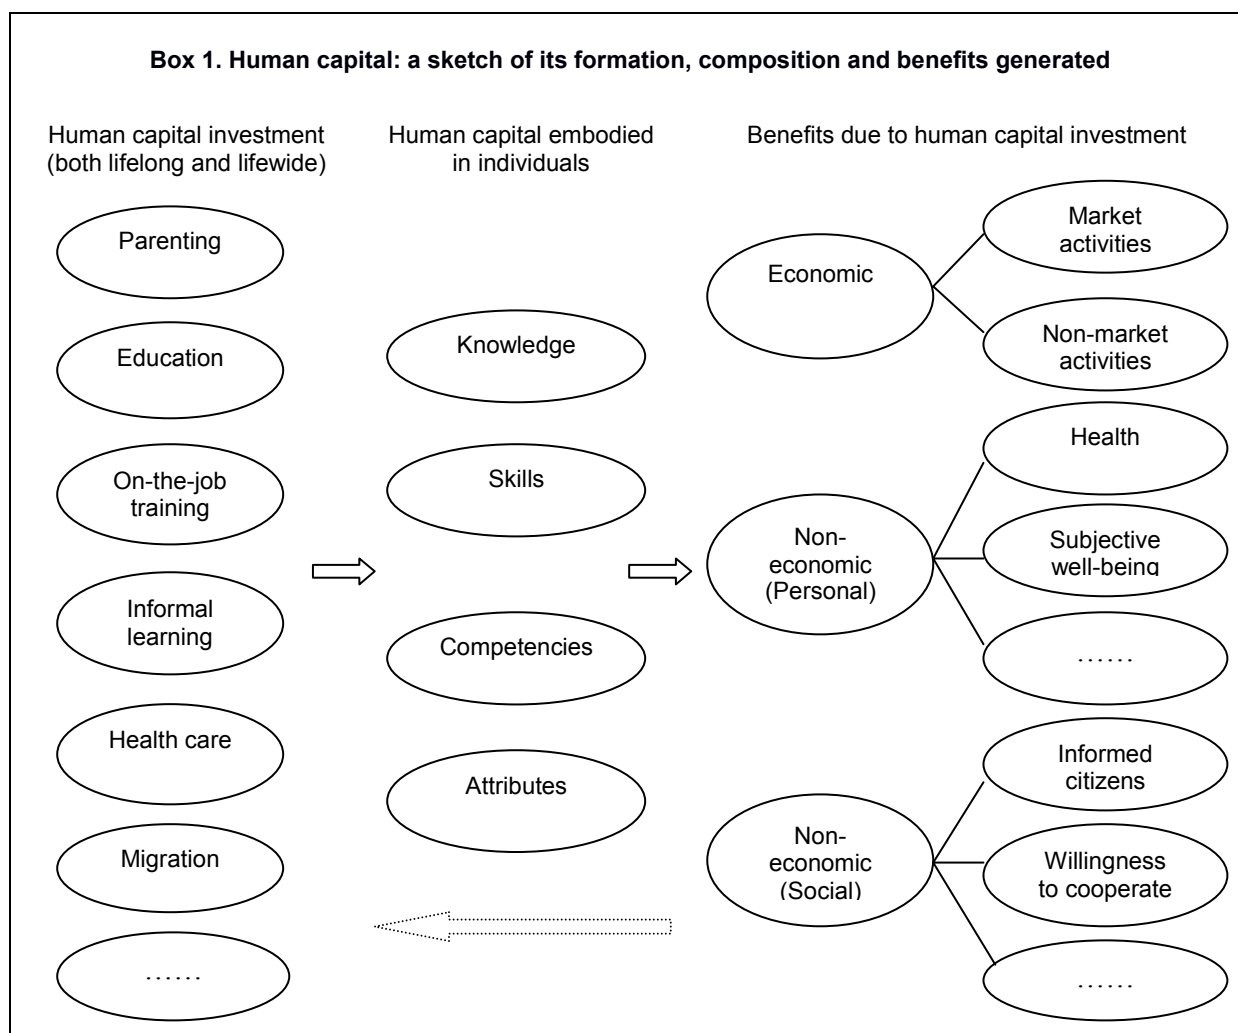 Box 1. Human capital: a sketch of its formation, composition and benefits generated
Human capital investment
(both lifelong and lifewide)
Parenting
Education
On-the-job
training
Informal
learning
Health care
Migration
……
Human capital embodied
in individuals
Knowledge
Skills
Competencies
Attributes
Benefits due to human capital investment
Economic
Market
activities
Non-market
activities
Non-
economic
(Personal)
Health
Subjective
well-being
……
Non-
economic
(Social)
Informed
citizens
Willingness
to cooperate
……